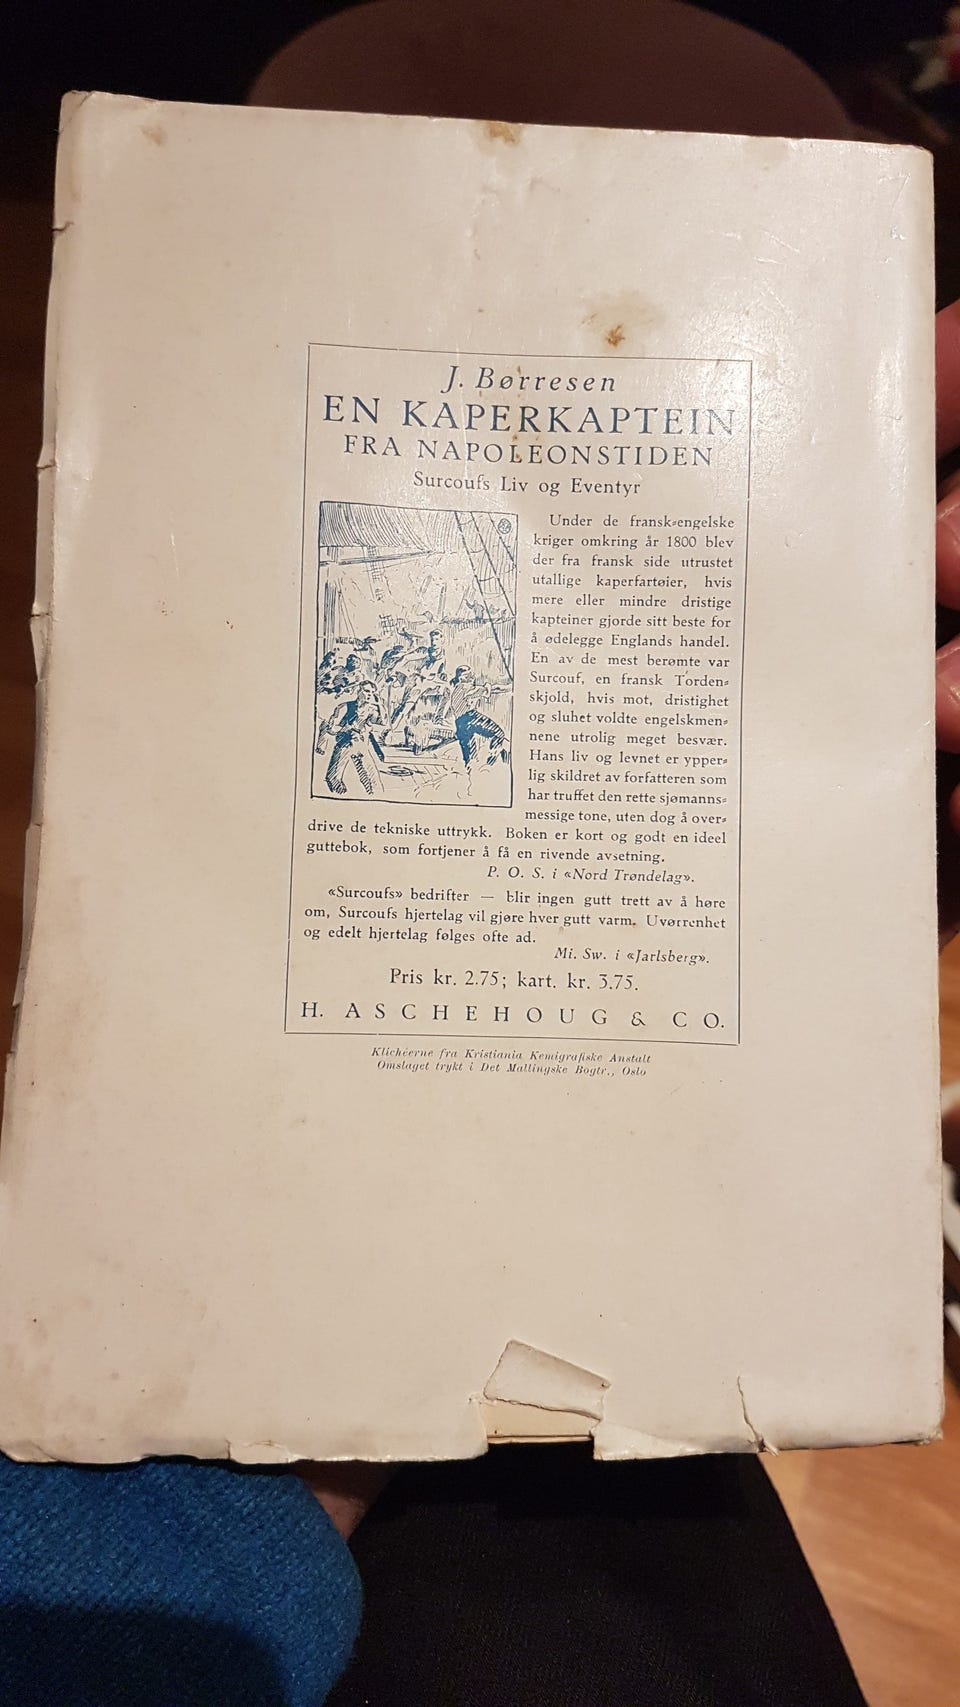 J. Børresen
EN KAPERKAPTEIN
FRA NAPOLEONSTIDEN
Surcoufs Liv og Eventyr
Under de fransk-engelske
kriger omkring år 1800 blev
der fra fransk side utrustet
utallige kaperfartøier, hvis
mere eller mindre dristige
kapteiner gjorde sitt beste for
å ødelegge Englands handel.
En av de mest berømte var
Surcouf, en fransk Torden-
skjold, hvis mot, dristighet
og sluhet voldte engelskmen-
nene utrolig meget besvær.
Hans liv og levnet er ypper-
lig skildret av forfatteren som
har truffet den rette sjømanns-
messige tone, uten dog å over-
drive de tekniske uttrykk. Boken er kort og godt en ideel
guttebok, som fortjener å få en rivende avsetning.
P. O. S. i «Nord Trøndelag».
«Surcoufs» bedrifter — blir ingen gutt trett av å høre
om, Surcoufs hjertelag vil gjøre hver gutt varm. Uvørrenhet
og edelt hjertelag følges ofte ad.
Mi. Sw. i «Jarlsberg».
Pris kr. 2.75; kart. kr. 3.75.
H. ASCHEHOUG & CO.
Klichéerne fra Kristiania Kemigrafiske Anstalt
Omslaget trykt i Det Mallingske Bogtr., Oslo